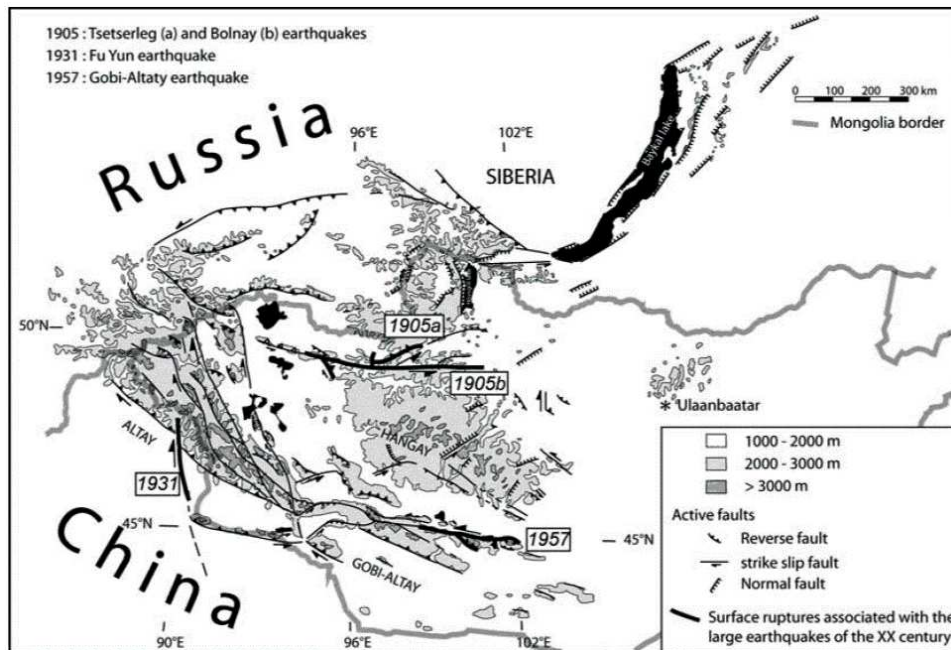 1905 : Tsetserleg (a) and Bolnay (b) earthquakes
1931 : Fu Yun earthquake
1957 : Gobi-Altaty earthquake
0 100 200 300 km
Mongolia border
Russia
96°E
102°E
SIBERIA
Baykal lake
50°N
1905a
1905b
* Ulaanbaatar
ALTAY
HANGAY
1931
China
45°N
1957
45°N
GOBI-ALTAY
90°E
96°E
102°E
1000 - 2000 m
2000 - 3000 m
> 3000 m
Active faults
Reverse fault
strike slip fault
Normal fault
Surface ruptures associated with the
large earthquakes of the XX century